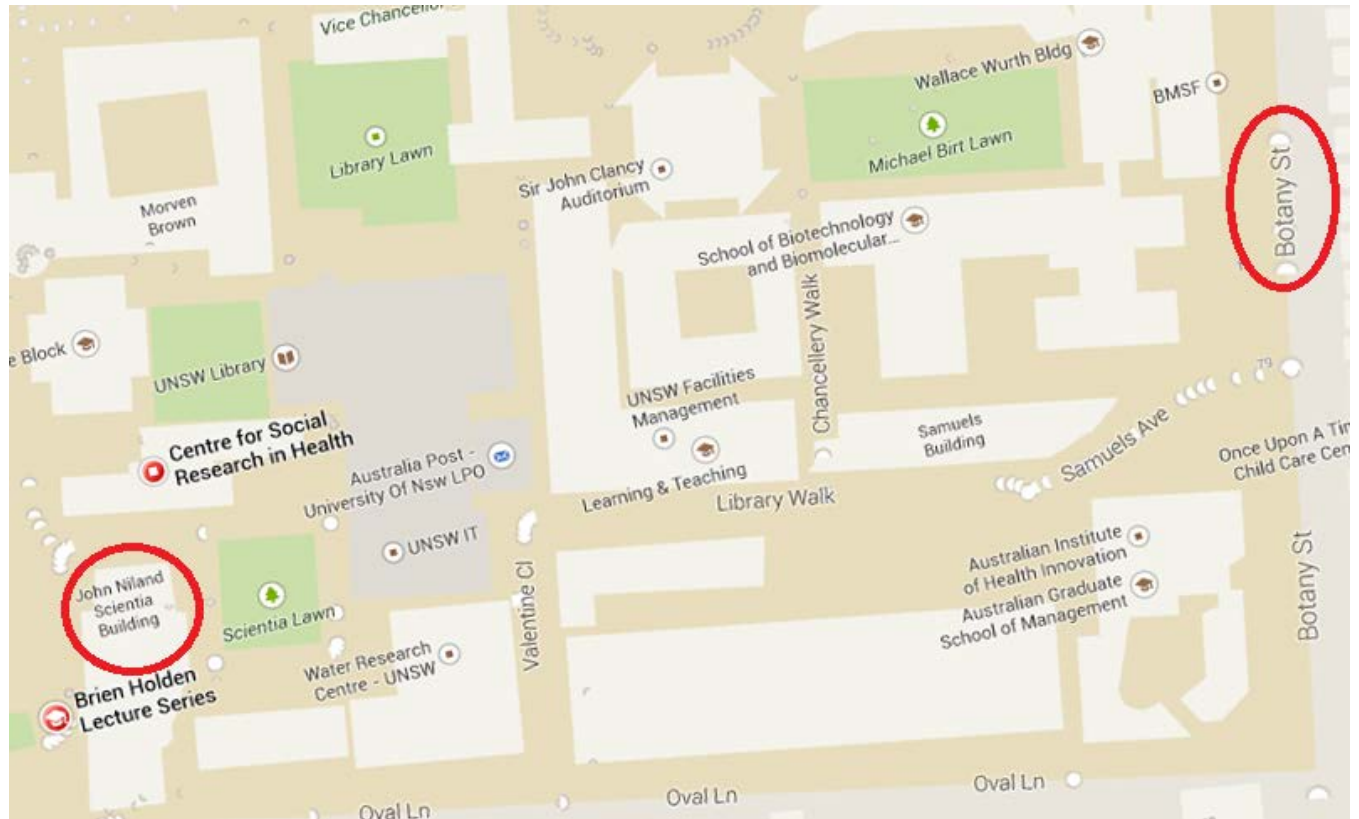 Vice Chancellor
Wallace Wurth Bldg
BMSF
Library Lawn
Michael Birt Lawn
Sir John Clancy
Auditorium
Botany St
Morven
Brown
School of Biotechnology
and Biomolecular...
Chancellery Walk
e Block
UNSW Library
79
UNSW Facilities
Management
Centre for Social
Research in Health
Samuels
Building
Samuels Ave
Once Upon A Tin
Child Care Cen
Australia Post -
University Of Nsw LPO
Learning & Teaching
Library Walk
UNSW IT
Valentine Cl
Australian Institute
of Health Innovation
Australian Graduate
School of Management
Botany St
John Niland
Scientia
Building
Scientia Lawn
Water Research
Centre - UNSW
Brien Holden
Lecture Series
Oval Ln
Oval Ln
Oval Ln